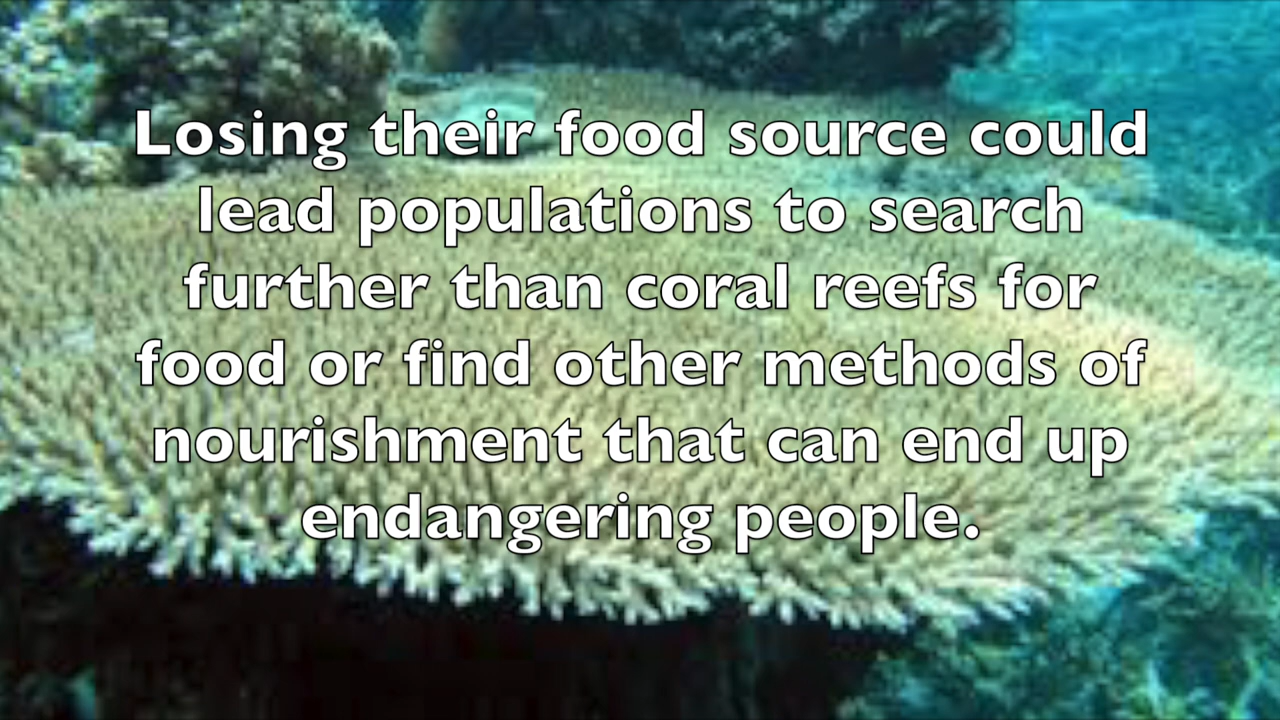 Losing their food source could
lead populations to search
further than coral reefs for
food or find other methods of
nourishment that can end up
endangering people.